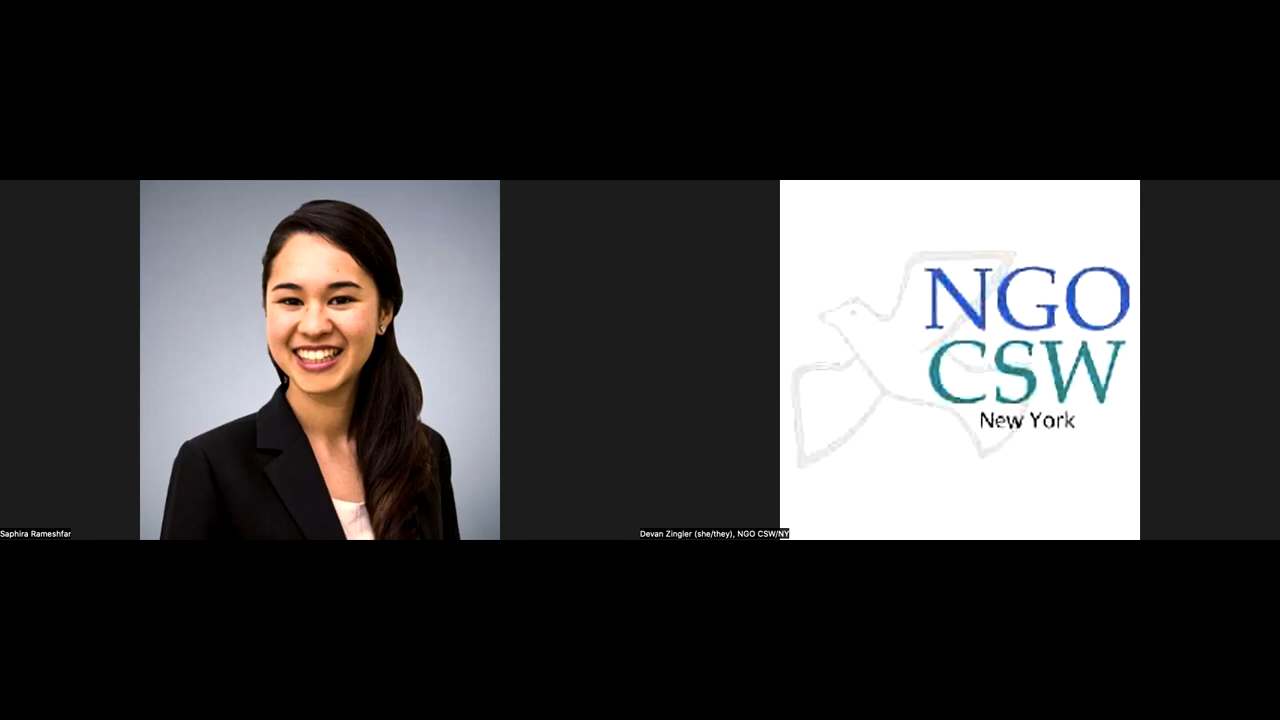 NGO
CSW
New York
Saphira Rameshfar
Devan Zingler (she/they), NGO CSW/NY